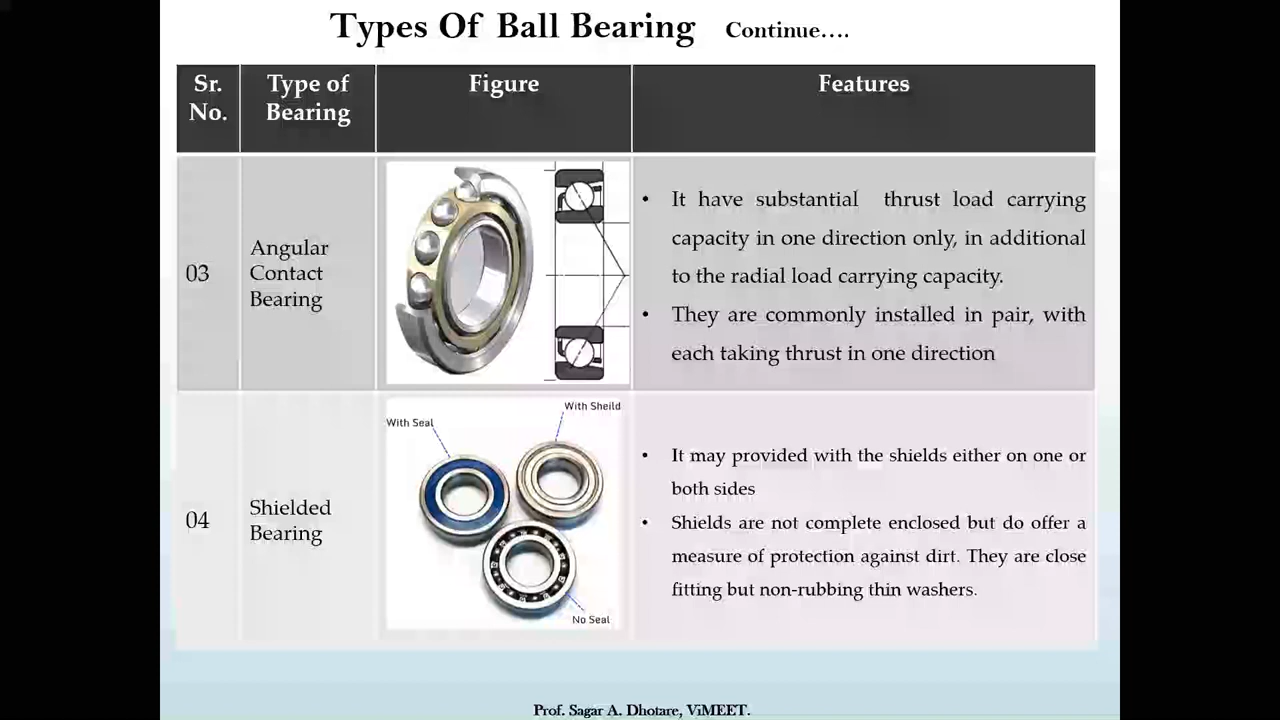 Types Of Ball Bearing Continue….
Sr. No.
Type of Bearing
Figure
Features
03
Angular
Contact
Bearing
• It have substantial thrust load carrying
capacity in one direction only, in additional
to the radial load carrying capacity.
• They are commonly installed in pair, with
each taking thrust in one direction
04
Shielded
Bearing
With Seal
With Sheild
No Seal
• It may provided with the shields either on one or
both sides
• Shields are not complete enclosed but do offer a
measure of protection against dirt. They are close
fitting but non-rubbing thin washers.
Prof. Sagar A. Dhotare, ViMEET.